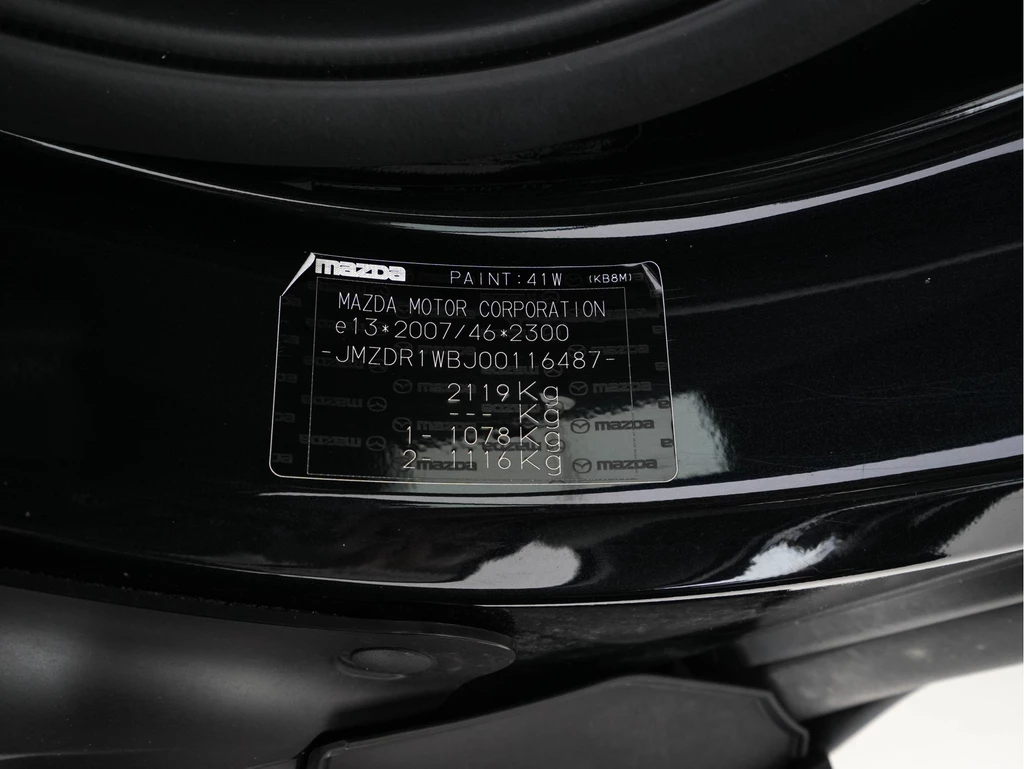 mazda PAINT:41W (KB8M)
MAZDA MOTOR CORPORATION
e13*2007/46*2300
-JMZDR1WBJ00116487-
2119Kg
--- Kg
1- 1078Kg
2- 1116Kg